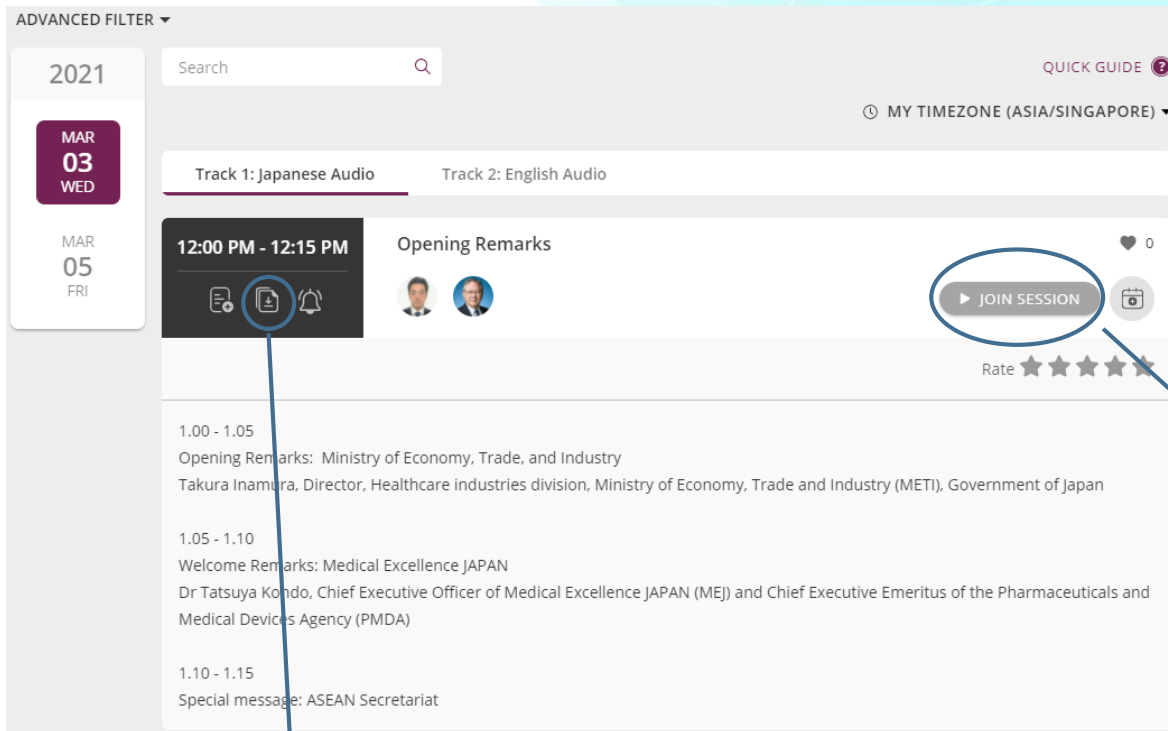 ADVANCED FILTER
2021
Search
QUICK GUIDE ?
MY TIMEZONE (ASIA/SINGAPORE)
MAR
03
WED
Track 1: Japanese Audio
Track 2: English Audio
MAR
05
FRI
12:00 PM - 12:15 PM
Opening Remarks
0
JOIN SESSION
Rate
1.00 - 1.05
Opening Remarks: Ministry of Economy, Trade, and Industry
Takura Inamura, Director, Healthcare industries division, Ministry of Economy, Trade and Industry (METI), Government of Japan
1.05 - 1.10
Welcome Remarks: Medical Excellence JAPAN
Dr Tatsuya Kondo, Chief Executive Officer of Medical Excellence JAPAN (MEJ) and Chief Executive Emeritus of the Pharmaceuticals and
Medical Devices Agency (PMDA)
1.10 - 1.15
Special message: ASEAN Secretariat